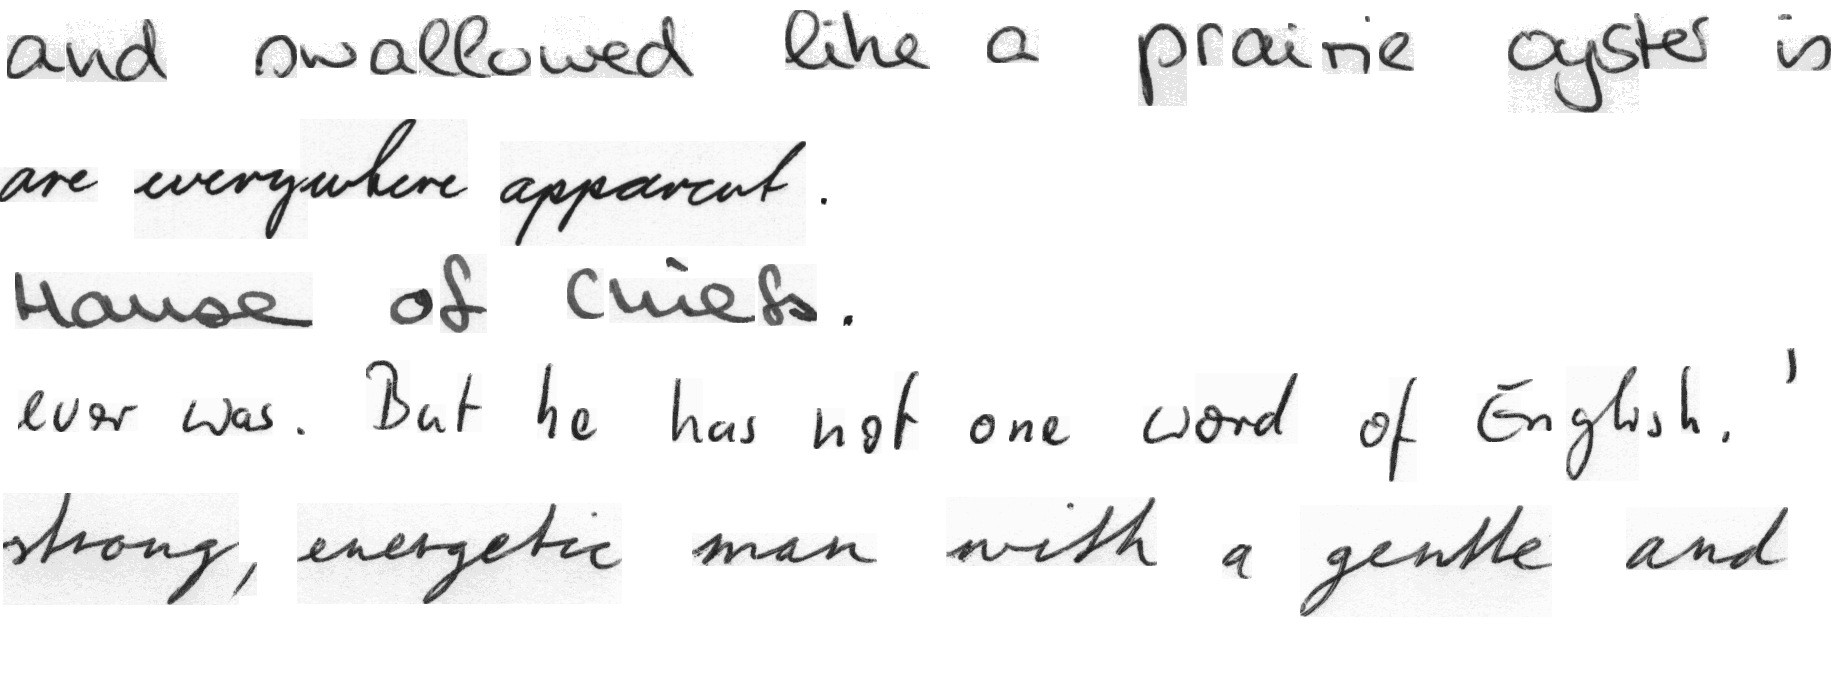 and swallowed like a prairie oyster is
are everywhere apparent .
House of Chiefs .
ever was . But he has not one word of English . '
strong , energetic man with a gentle and